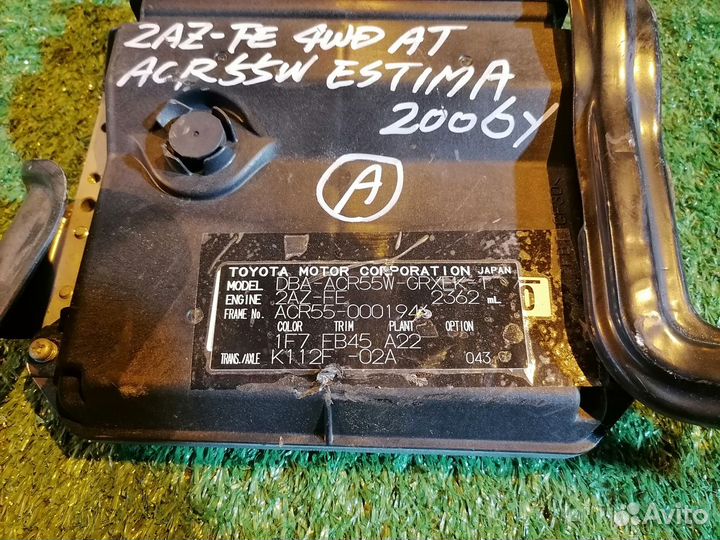 2AZ-FE 4WD AT
ACR55W ESTIMA
2006y
A
TOYOTA MOTOR CORPORATION JAPAN
MODEL DBA-ACR55W-GRXEK-T
ENGINE 2AZ-FE 2362 mL
FRAME No. ACR55-000194
COLOR TRIM PLANT OPTION
1F7 FB45 A22
TRANS./AXLE K112F -02A 043
Avito